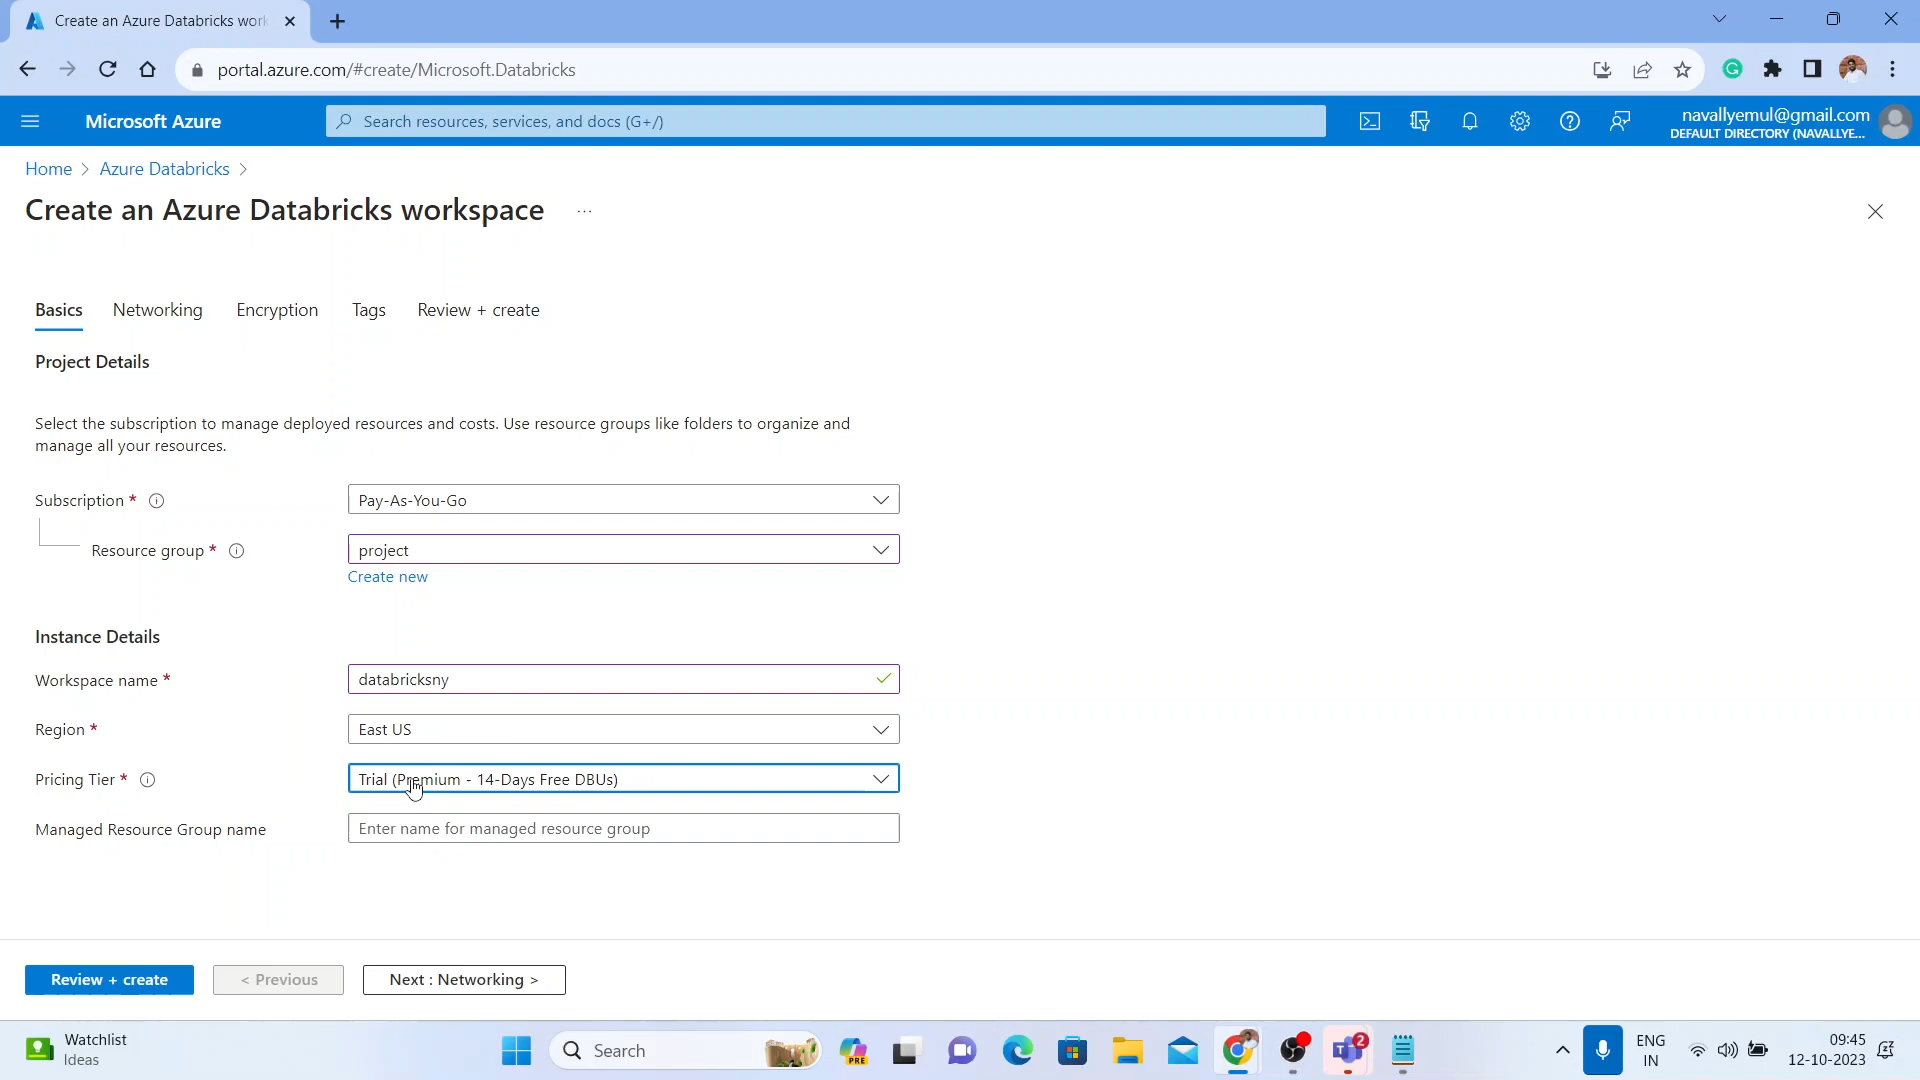 Create an Azure Databricks work
portal.azure.com/#create/Microsoft.Databricks
Microsoft Azure
Search resources, services, and docs (G+/)
navallyemul@gmail.com
DEFAULT DIRECTORY (NAVALLYE...
Home > Azure Databricks >
Create an Azure Databricks workspace ...
Basics Networking Encryption Tags Review + create
Project Details
Select the subscription to manage deployed resources and costs. Use resource groups like folders to organize and
manage all your resources.
Subscription * Pay-As-You-Go
Resource group * project
Create new
Instance Details
Workspace name * databricksny
Region * East US
Pricing Tier * Trial (Premium - 14-Days Free DBUs)
Managed Resource Group name Enter name for managed resource group
Review + create < Previous Next : Networking >
Watchlist
Ideas
Search
PRE
2
ENG
IN
09:45
12-10-2023